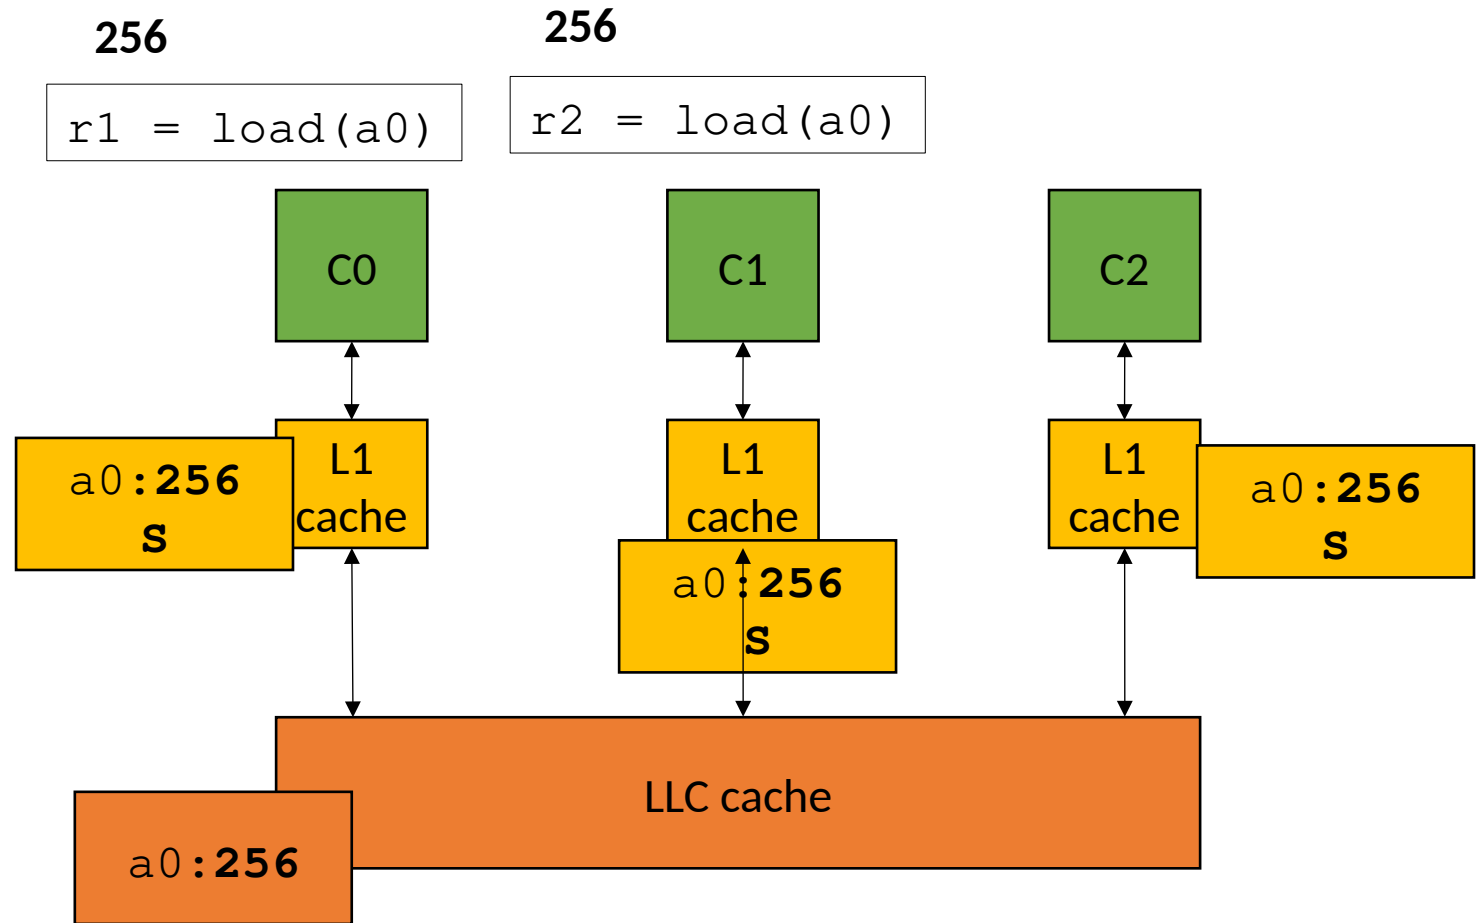 256
256
r1 = load(a0)
r2 = load(a0)
C0
C1
C2
a0:256
S
L1
cache
L1
cache
a0:256
S
L1
cache
a0:256
S
LLC cache
a0:256